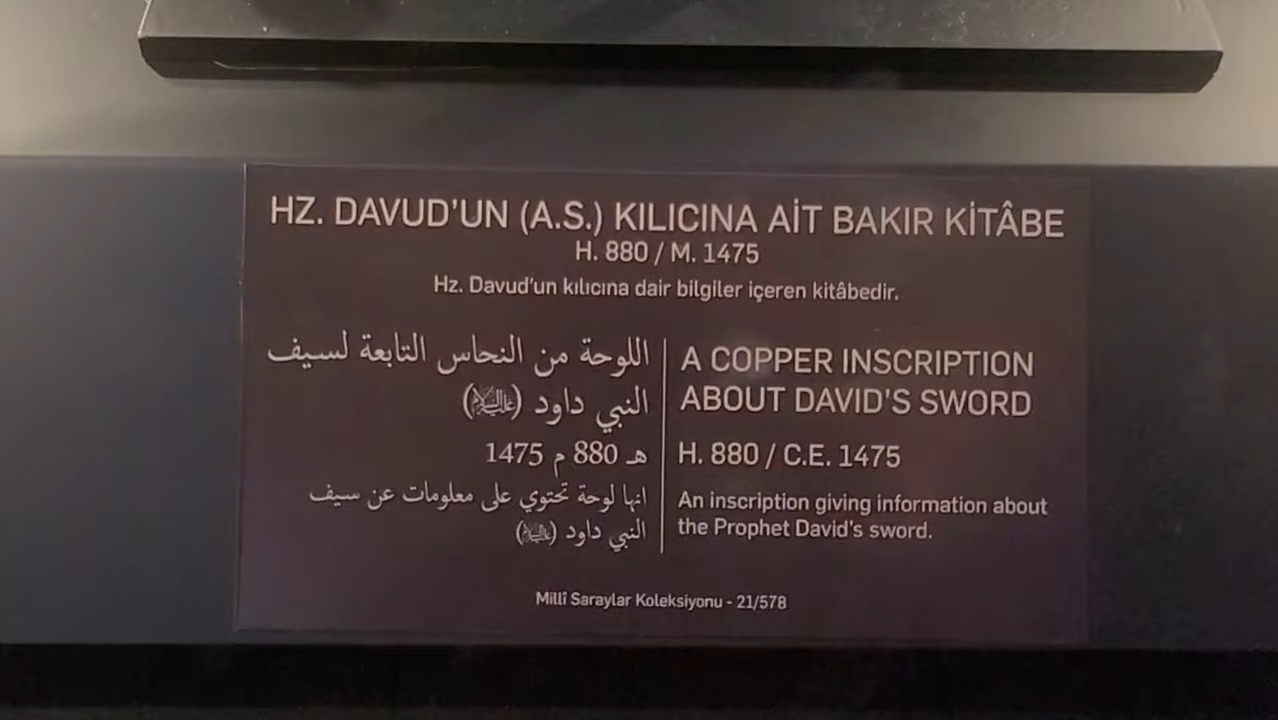 HZ. DAVUD'UN (A.S.) KILICINA AİT BAKIR KİTÂBE
H. 880 / M. 1475
Hz. Davud'un kılıcına dair bilgiler içeren kitâbedir.
اللوحة من النحاس التابعة لسيف
النبي داود (عليه السلام)
هـ 880 م 1475
انها لوحة تحتوي على معلومات عن سيف
النبي داود (عليه السلام)
A COPPER INSCRIPTION
ABOUT DAVID'S SWORD
H. 880 / C.E. 1475
An inscription giving information about
the Prophet David's sword.
Millî Saraylar Koleksiyonu - 21/578